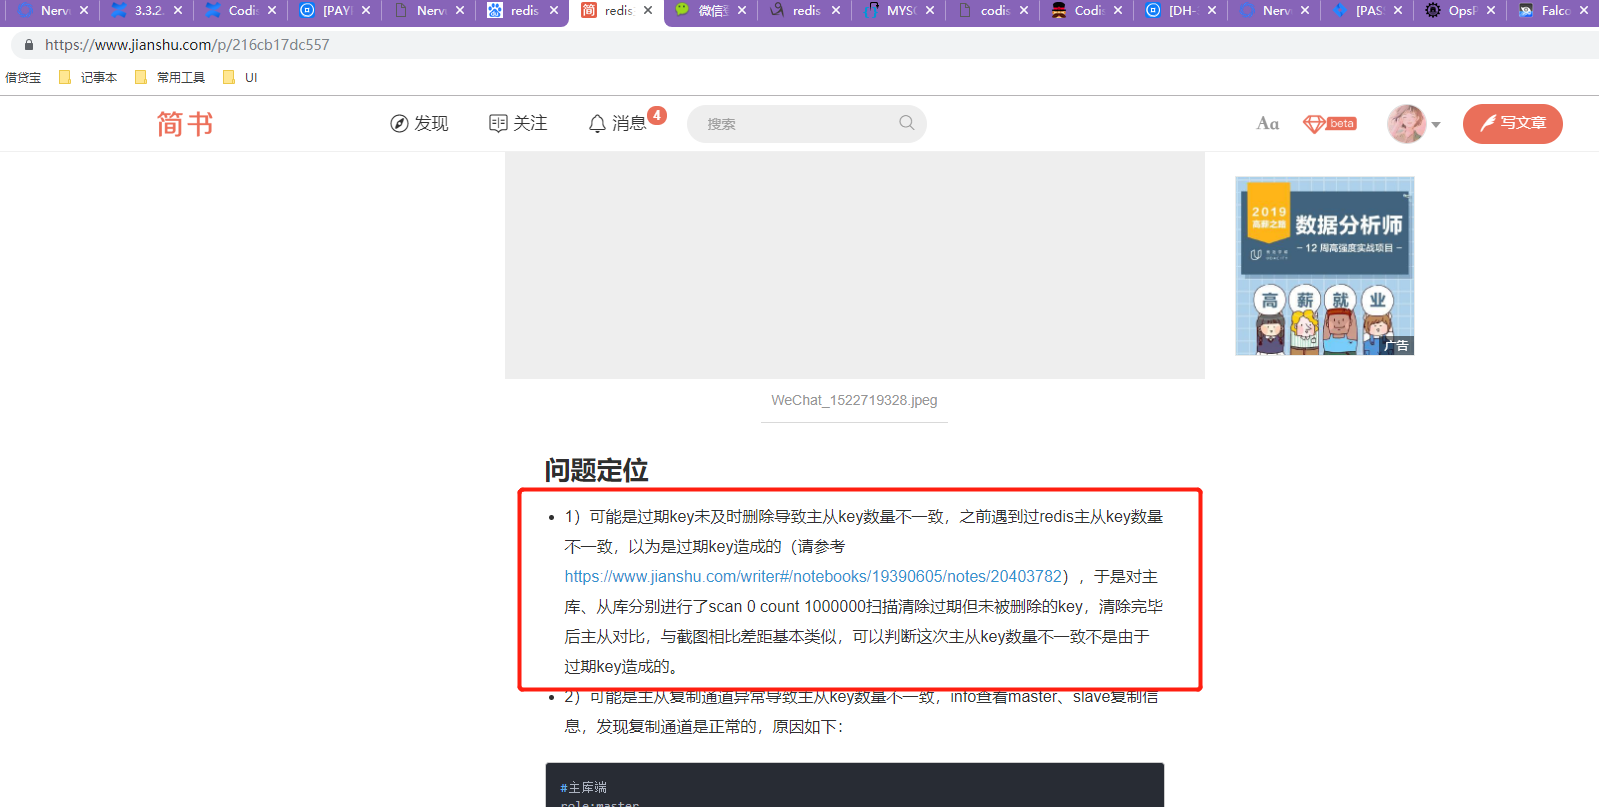 Nerv
3.3.2.
Codis
[PAY
Nerv
redis
redis
微信
redis
MYS
codis
Codis
[DH-
Nerv
[PAS
Ops
Falco
https://www.jianshu.com/p/216cb17dc557
借贷宝 记事本 常用工具 UI
简书
发现
关注
消息
4
搜索
Aa
beta
写文章
2019
高薪之路
数据分析师
– 12 周高强度实战项目 –
高 薪 就 业
广告
WeChat_1522719328.jpeg
问题定位
• 1）可能是过期key未及时删除导致主从key数量不一致，之前遇到过redis主从key数量
不一致，以为是过期key造成的（请参考
https://www.jianshu.com/writer#/notebooks/19390605/notes/20403782），于是对主
库、从库分别进行了scan 0 count 1000000扫描清除过期但未被删除的key，清除完毕
后主从对比，与截图相比差距基本类似，可以判断这次主从key数量不一致不是由于
过期key造成的。
• 2）可能是主从复制通道异常导致主从key数量不一致，info查看master、slave复制信
息，发现复制通道是正常的，原因如下：
#主库端
role:master